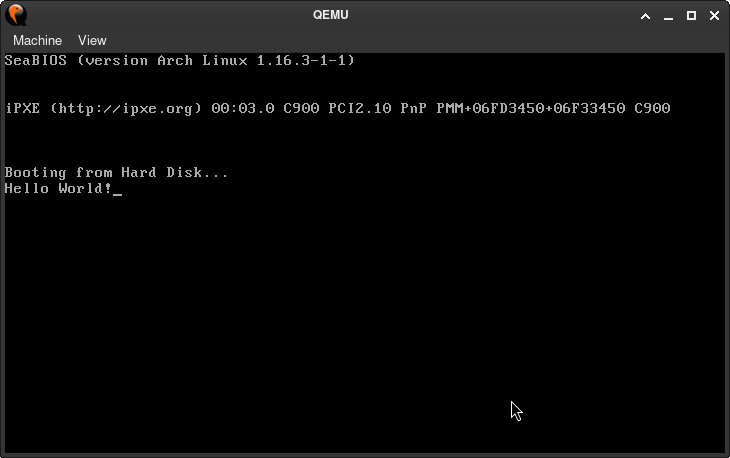 QEMU
Machine View
SeaBIOS (version Arch Linux 1.16.3-1-1)
iPXE (http://ipxe.org) 00:03.0 C900 PCI2.10 PnP PMM+06FD3450+06F33450 C900
Booting from Hard Disk...
Hello World!_